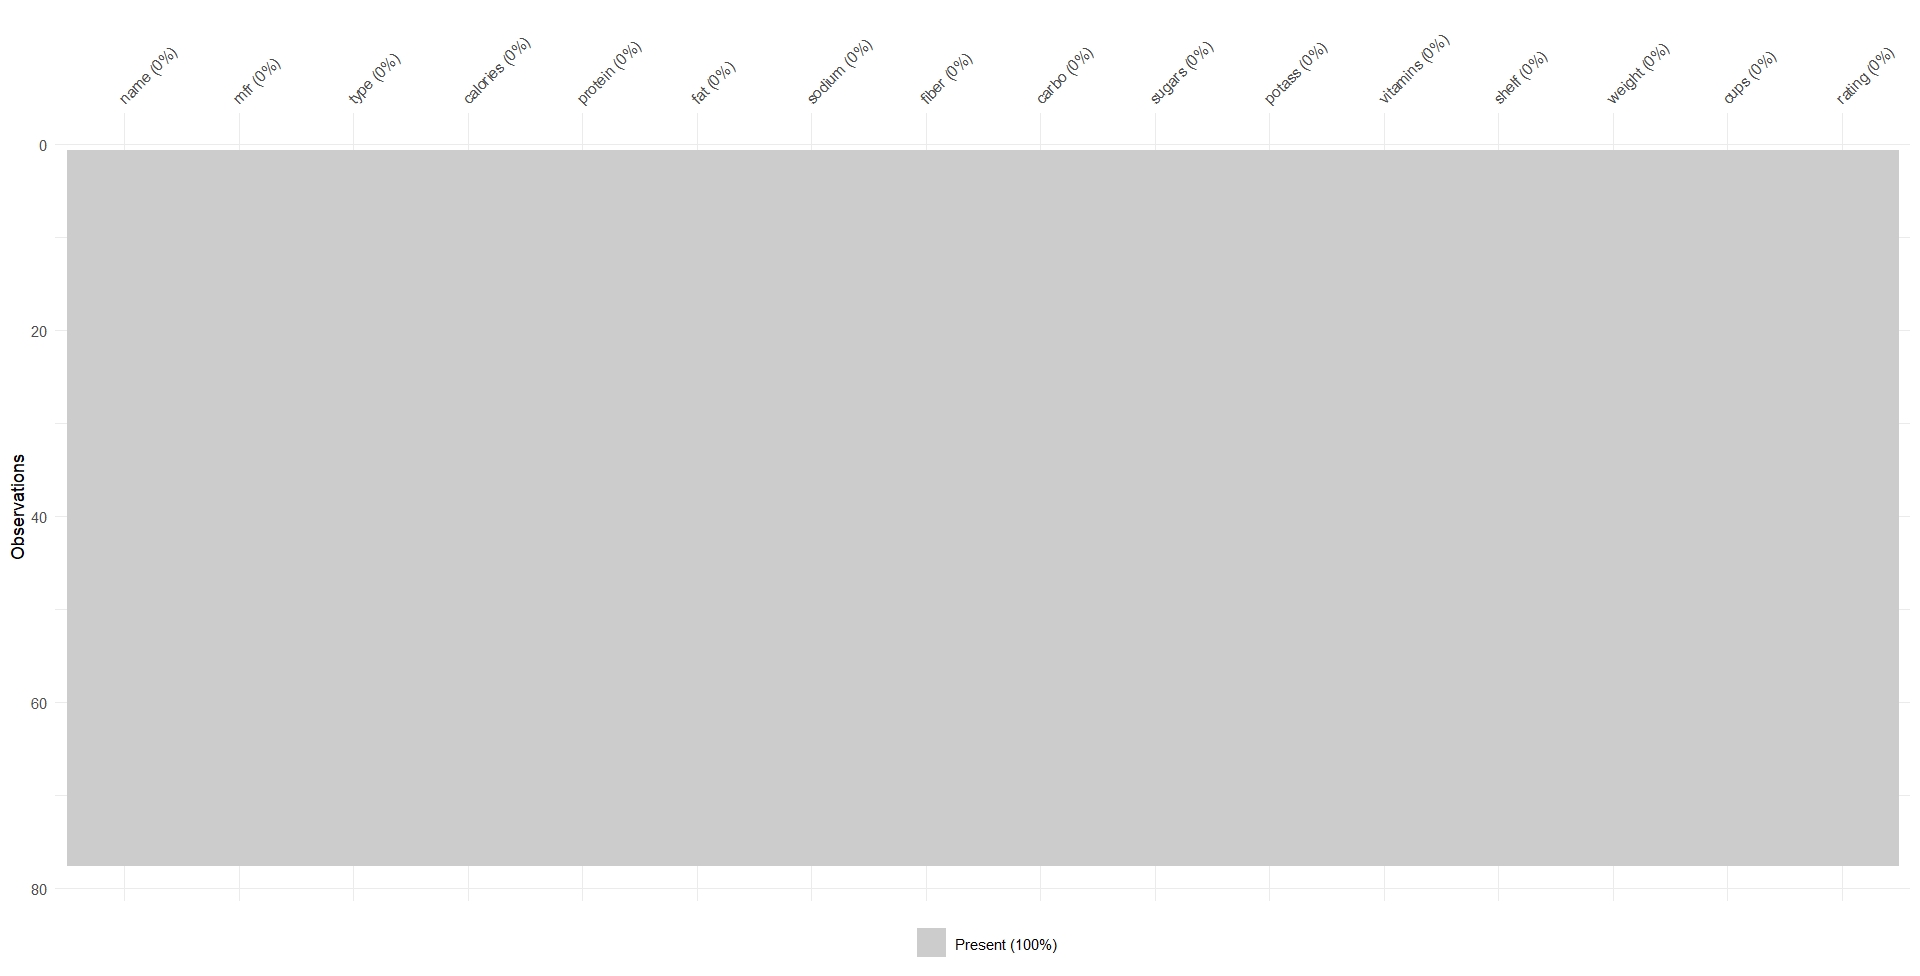 name (0%)
mfr (0%)
type (0%)
calories (0%)
protein (0%)
fat (0%)
sodium (0%)
fiber (0%)
carbo (0%)
sugars (0%)
potass (0%)
vitamins (0%)
shelf (0%)
weight (0%)
cups (0%)
rating (0%)
0
20
40
60
80
Observations
Present (100%)